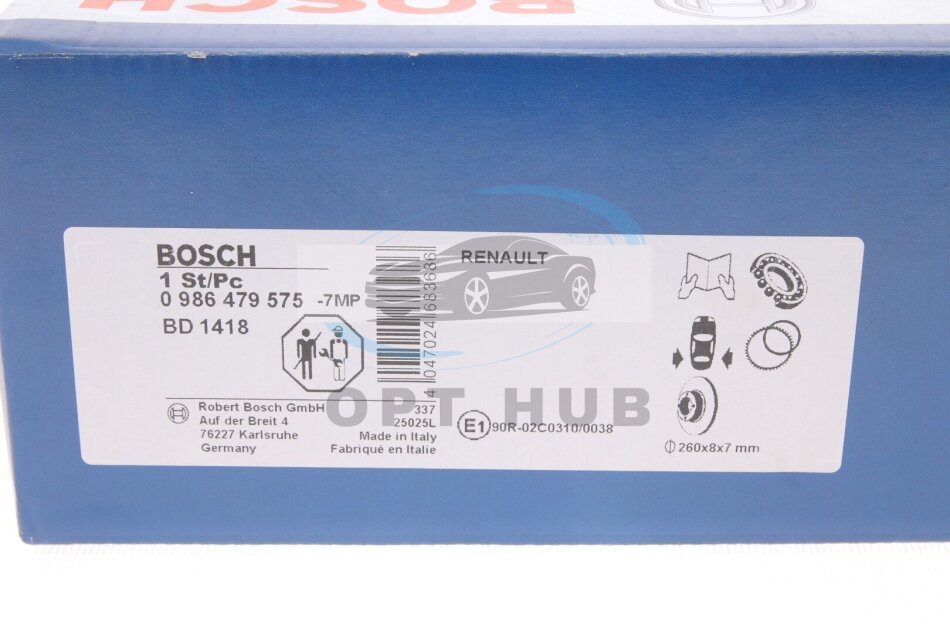 BOSCH
BOSCH
1 St/Pc
0 986 479 575 -7MP
BD 1418
RENAULT
Robert Bosch GmbH
Auf der Breit 4
76227 Karlsruhe
Germany
337
25025L
Made in Italy
Fabriqué en Italie
E1 90R-02C0310/0038
260x8x7 mm
OPT HUB